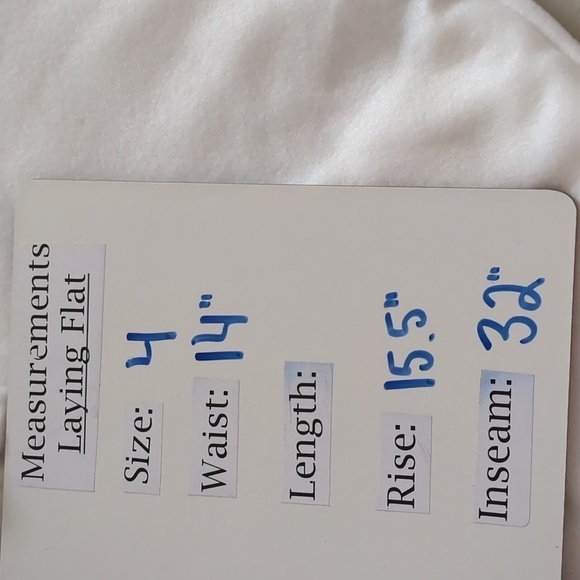 Measurements
Laying Flat
Size: 4
Waist: 14"
Length:
Rise: 15.5"
Inseam: 32"